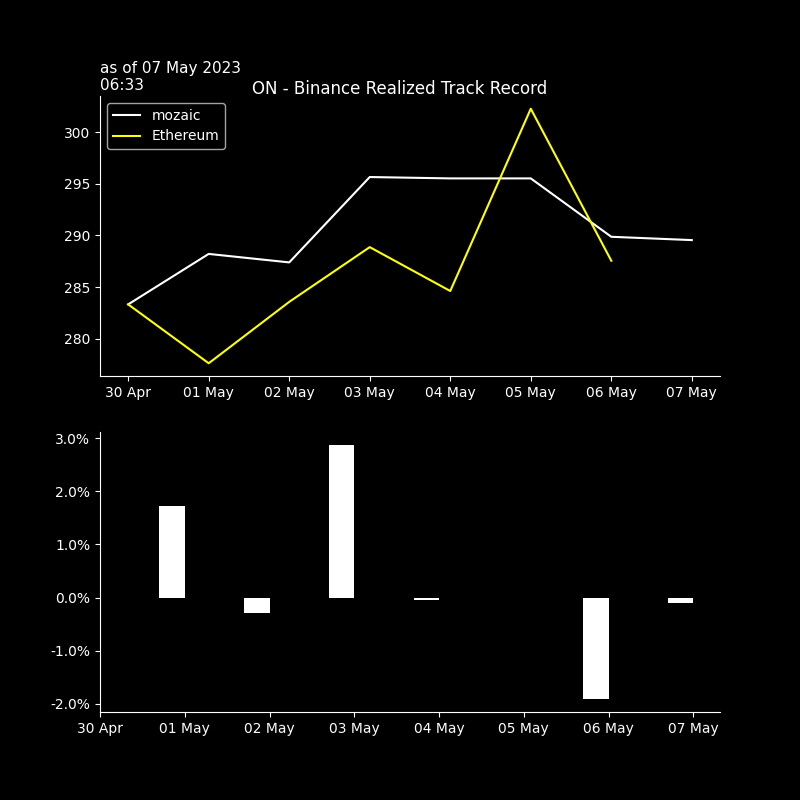 as of 07 May 2023
06:33
ON - Binance Realized Track Record
mozaic
Ethereum
300
295
290
285
280
30 Apr 01 May 02 May 03 May 04 May 05 May 06 May 07 May
3.0%
2.0%
1.0%
0.0%
-1.0%
-2.0%
30 Apr 01 May 02 May 03 May 04 May 05 May 06 May 07 May